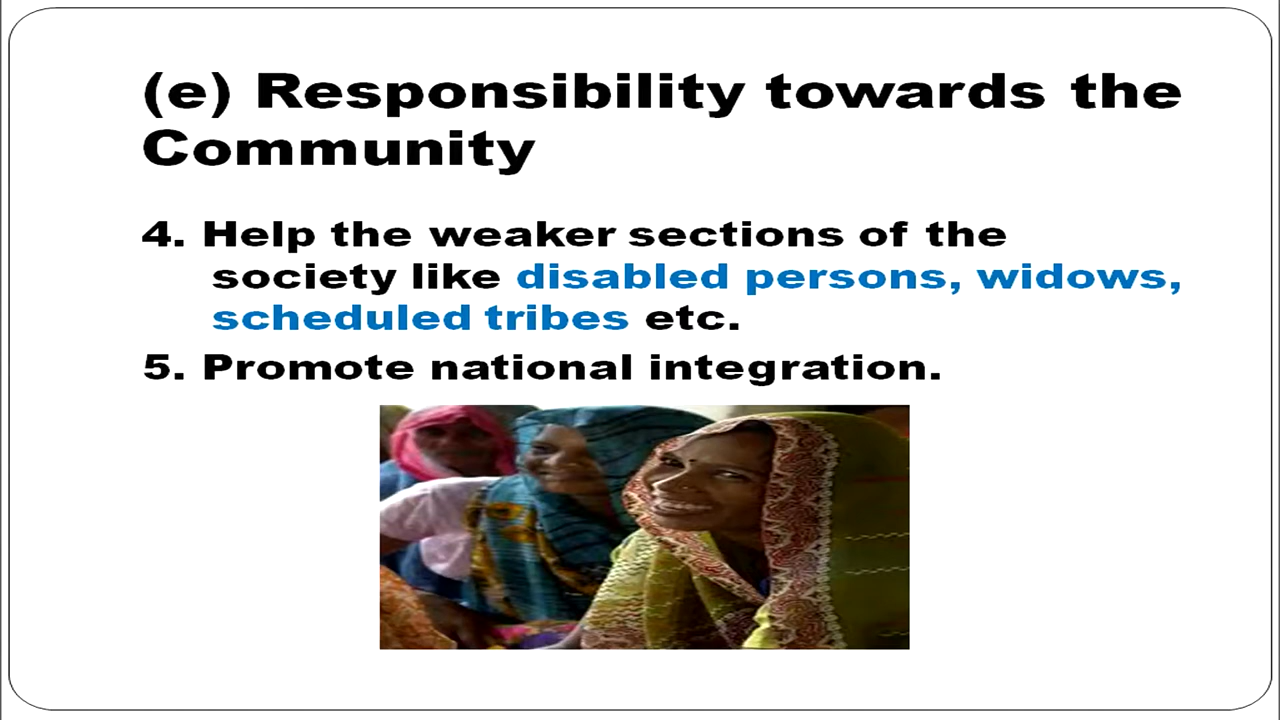 (e) Responsibility towards the
Community
4. Help the weaker sections of the
society like disabled persons, widows,
scheduled tribes etc.
5. Promote national integration.